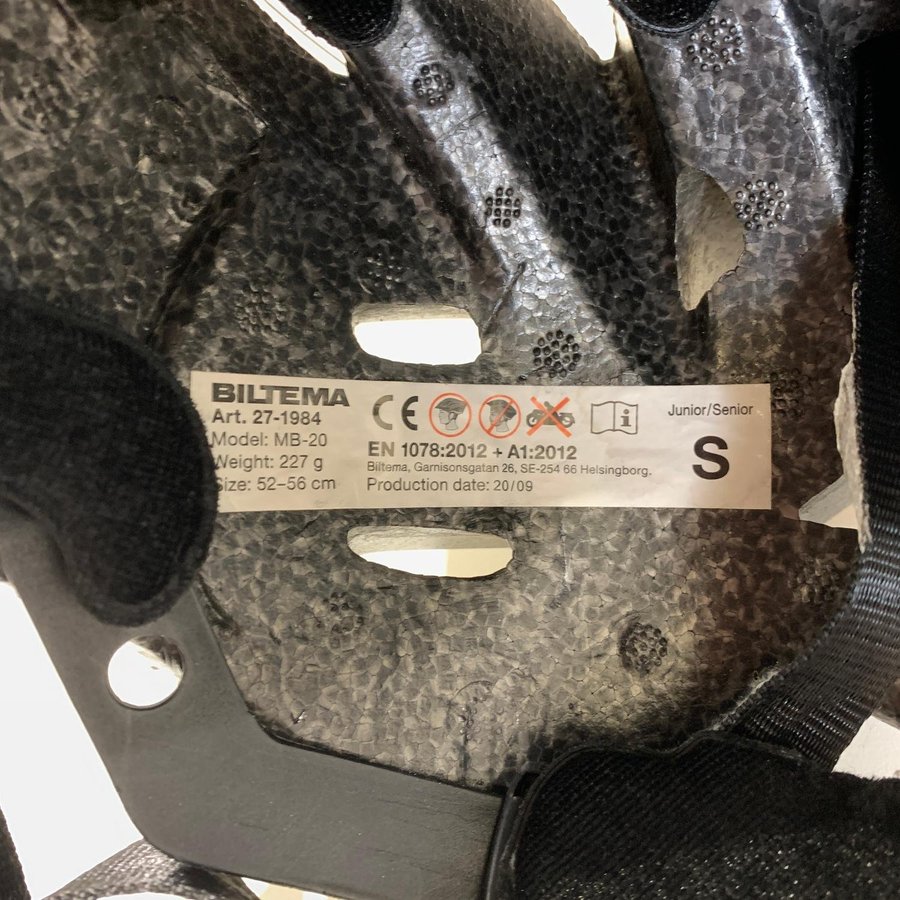 BILTEMA
Art. 27-1984
Model: MB-20
Weight: 227 g
Size: 52–56 cm
CE
EN 1078:2012 + A1:2012
Biltema, Garnisonsgatan 26, SE-254 66 Helsingborg.
Production date: 20/09
Junior/Senior
S